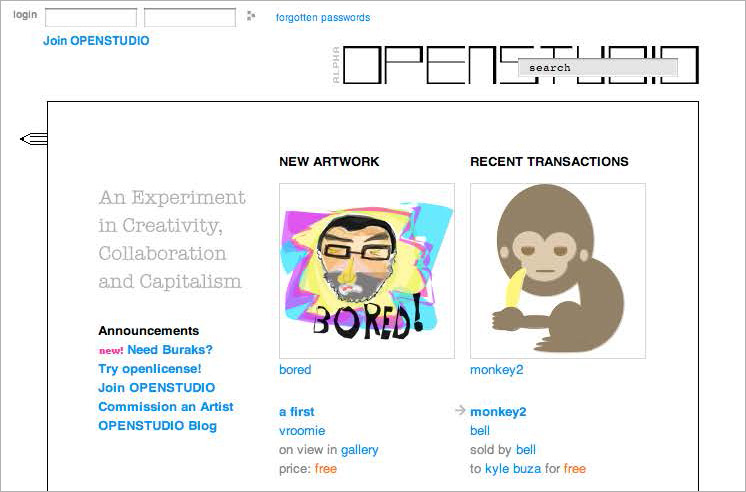 login
forgotten passwords
Join OPENSTUDIO
ALPHA
OPENSTUDIO
search
An Experiment
in Creativity,
Collaboration
and Capitalism
Announcements
new! Need Buraks?
Try openlicense!
Join OPENSTUDIO
Commission an Artist
OPENSTUDIO Blog
NEW ARTWORK
BORED!
bored
a first
vroomie
on view in gallery
price: free
RECENT TRANSACTIONS
monkey2
monkey2
bell
sold by bell
to kyle buza for free